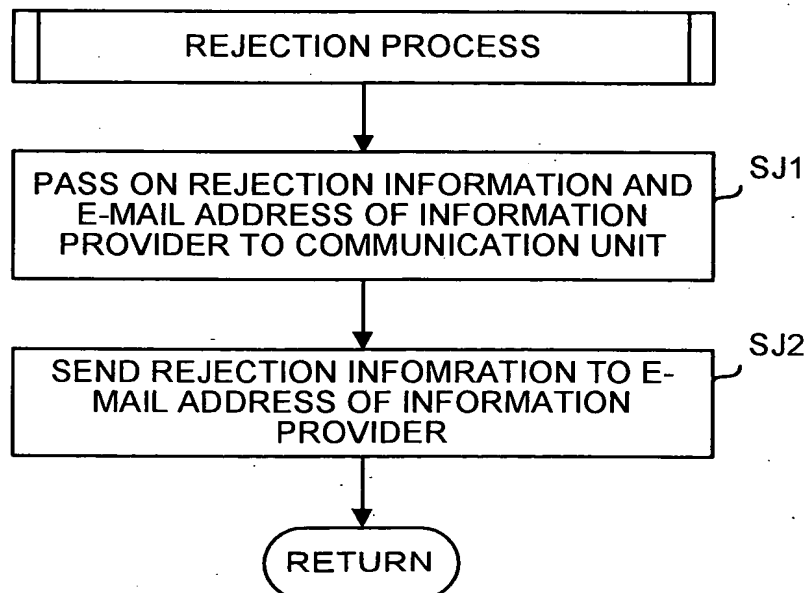 REJECTION PROCESS
PASS ON REJECTION INFORMATION AND
E-MAIL ADDRESS OF INFORMATION
PROVIDER TO COMMUNICATION UNIT
SJ1
SEND REJECTION INFOMRATION TO E-
MAIL ADDRESS OF INFORMATION
PROVIDER
SJ2
RETURN